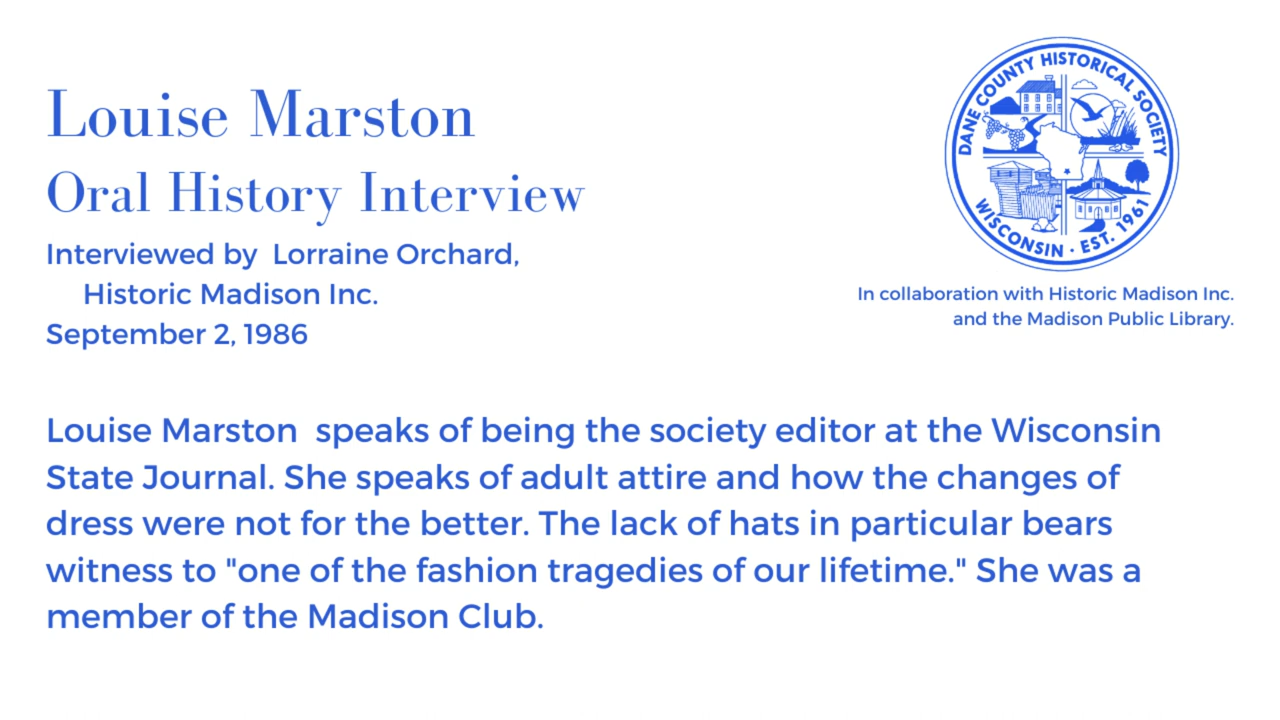 Louise Marston
Oral History Interview
Interviewed by  Lorraine Orchard,
Historic Madison Inc.
September 2, 1986
DANE COUNTY HISTORICAL SOCIETY
WISCONSIN · EST. 1961
In collaboration with Historic Madison Inc.
and the Madison Public Library.
Louise Marston  speaks of being the society editor at the Wisconsin
State Journal. She speaks of adult attire and how the changes of
dress were not for the better. The lack of hats in particular bears
witness to "one of the fashion tragedies of our lifetime." She was a
member of the Madison Club.